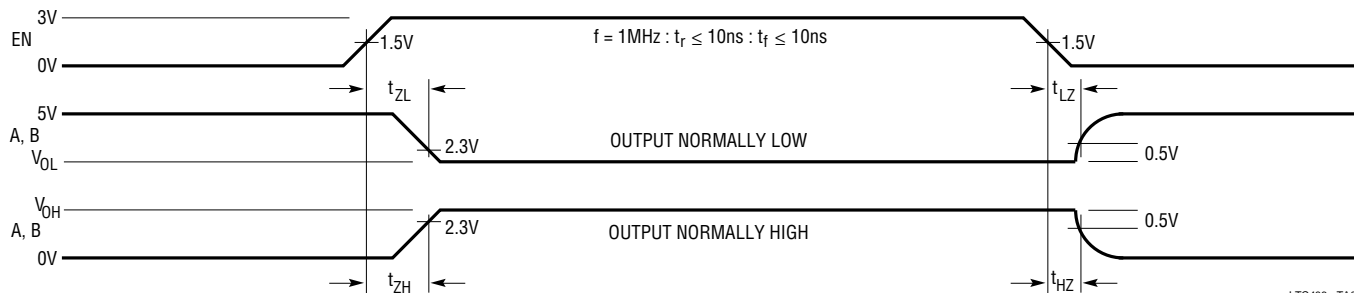 3V
EN
1.5V
f = 1MHz : tr ≤ 10ns : tf ≤ 10ns
1.5V
0V
tZL
tLZ
5V
A, B
2.3V
OUTPUT NORMALLY LOW
0.5V
VOL
VOH
A, B
2.3V
OUTPUT NORMALLY HIGH
0.5V
0V
tZH
tHZ